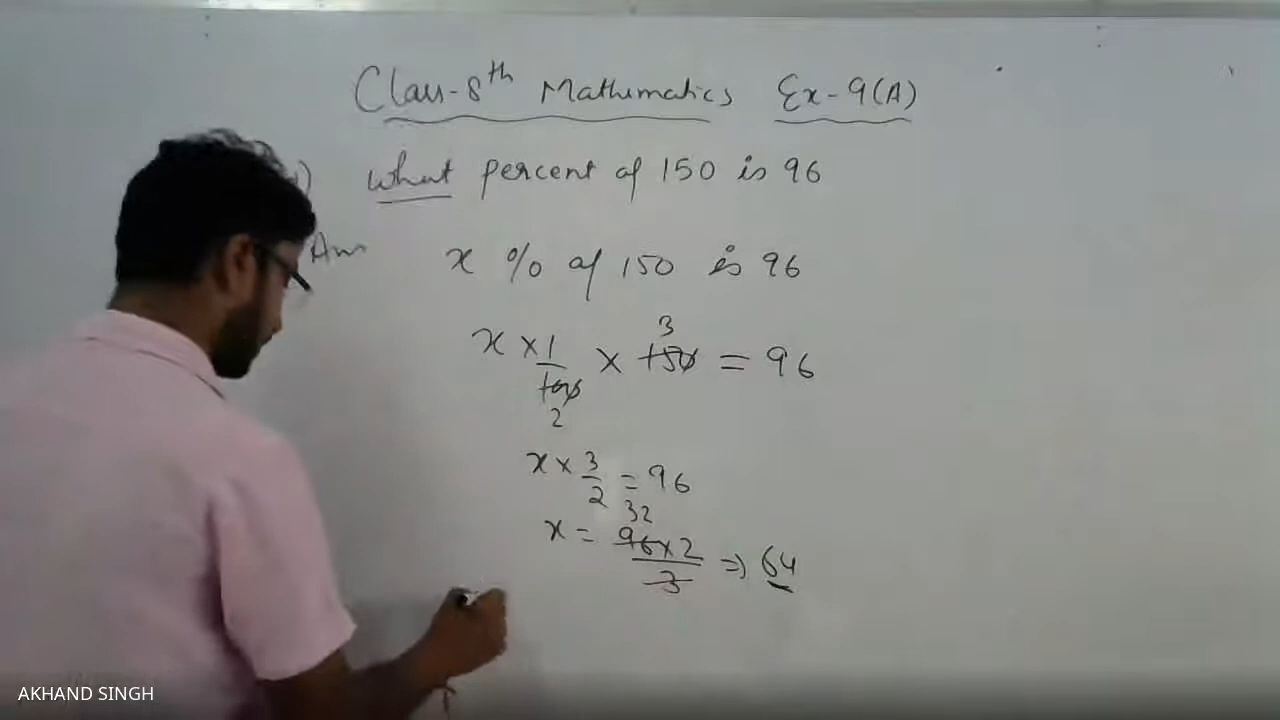 Class-8th Mathematics Ex-9(A)
What percent of 150 is 96
Ans x % of 150 is 96
3
x × 1/100 × 150 = 96
2
x × 3/2 = 96
32
x = 96×2/3 => 64
AKHAND SINGH